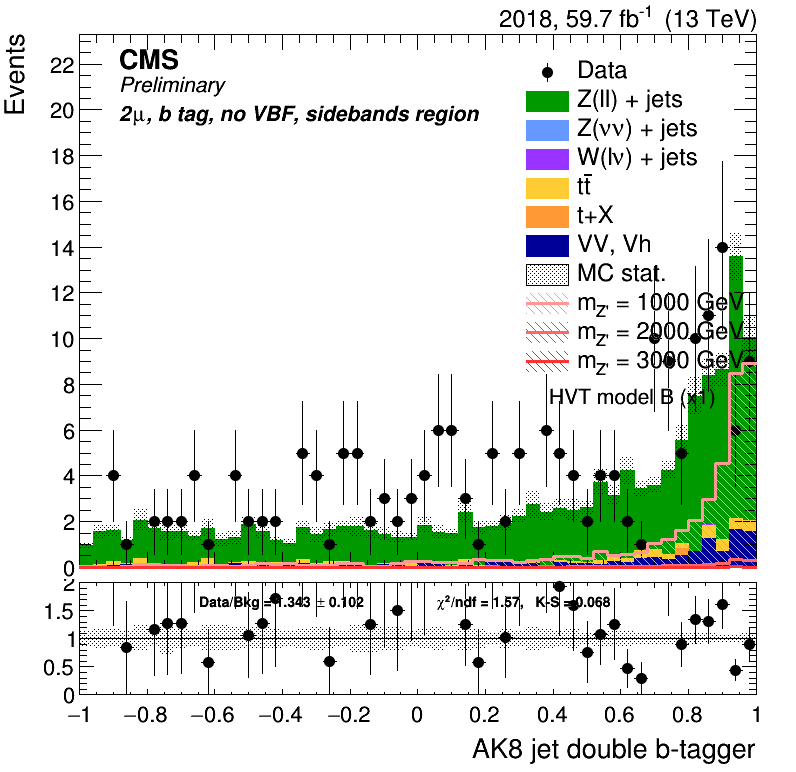 2018, 59.7 fb⁻¹ (13 TeV)
Events
CMS
Preliminary
2μ, b tag, no VBF, sidebands region
Data
Z(ll) + jets
Z(νν) + jets
W(lν) + jets
tt̄
t+X
VV, Vh
MC stat.
m_Z' = 1000 GeV
m_Z' = 2000 GeV
m_Z' = 3000 GeV
HVT model B (x1)
22
20
18
16
14
12
10
8
6
4
2
0
Data/Bkg = 1.343 ± 0.102
χ²/ndf = 1.57, K-S = 0.068
2
1.5
1
0.5
0
−1 −0.8 −0.6 −0.4 −0.2 0 0.2 0.4 0.6 0.8 1
AK8 jet double b-tagger